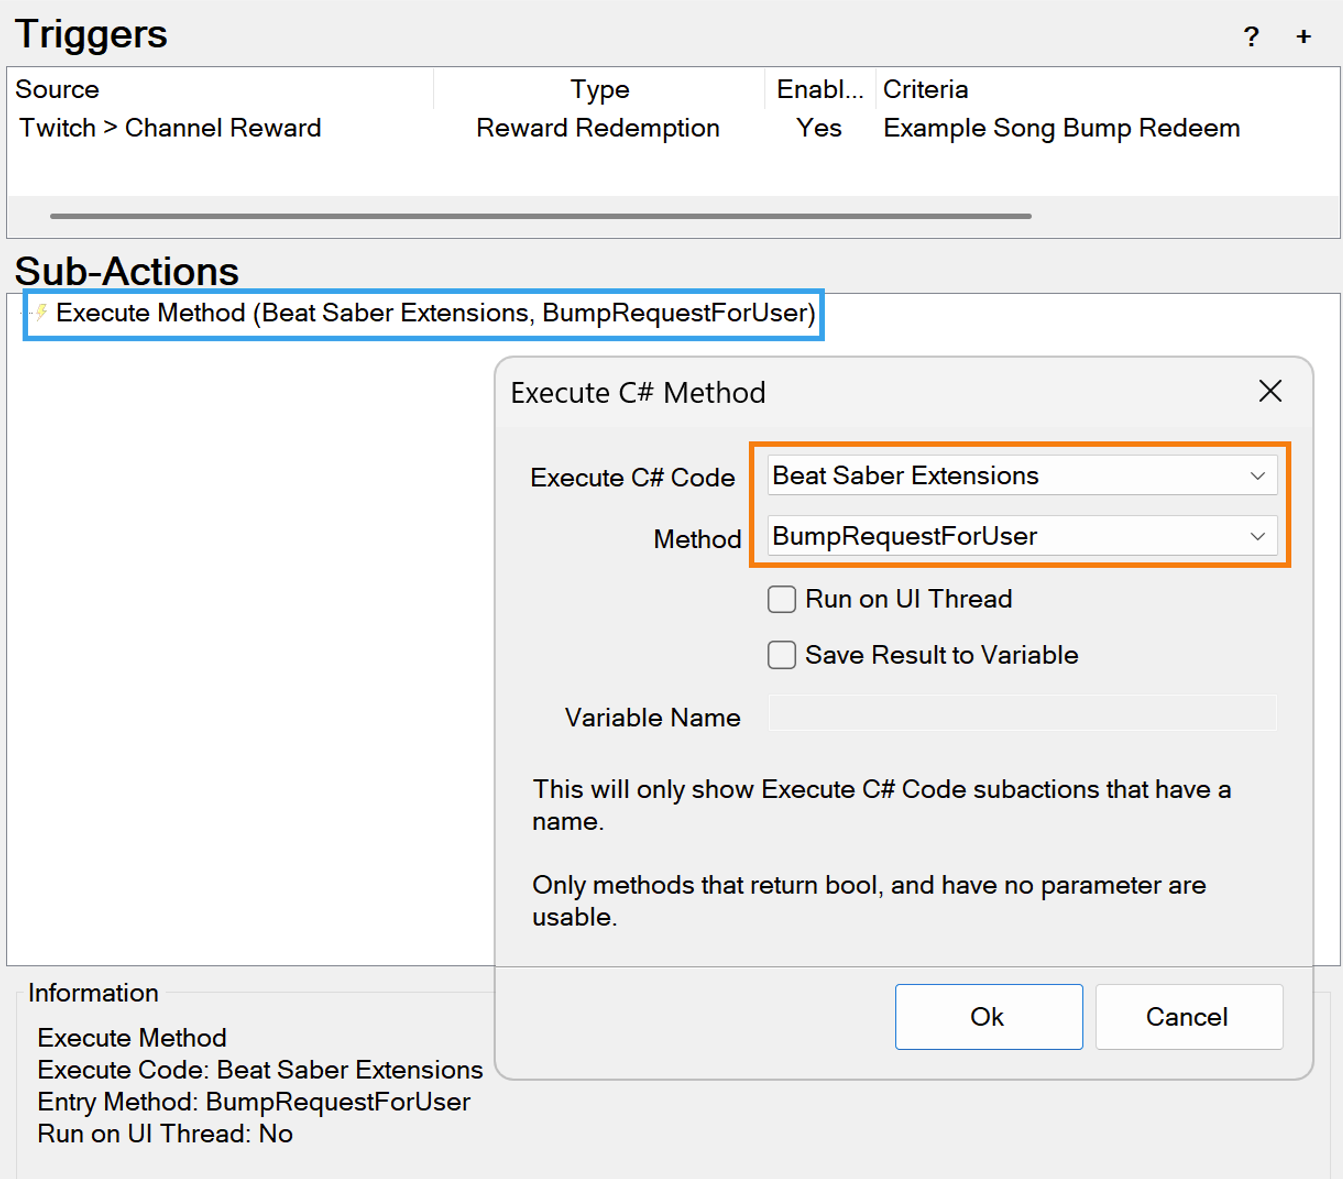 Triggers
? +
Source Type Enabl... Criteria
Twitch > Channel Reward Reward Redemption Yes Example Song Bump Redeem
Sub-Actions
Execute Method (Beat Saber Extensions, BumpRequestForUser)
Execute C# Method
Execute C# Code Beat Saber Extensions
Method BumpRequestForUser
Run on UI Thread
Save Result to Variable
Variable Name
This will only show Execute C# Code subactions that have a
name.
Only methods that return bool, and have no parameter are
usable.
Ok Cancel
Information
Execute Method
Execute Code: Beat Saber Extensions
Entry Method: BumpRequestForUser
Run on UI Thread: No